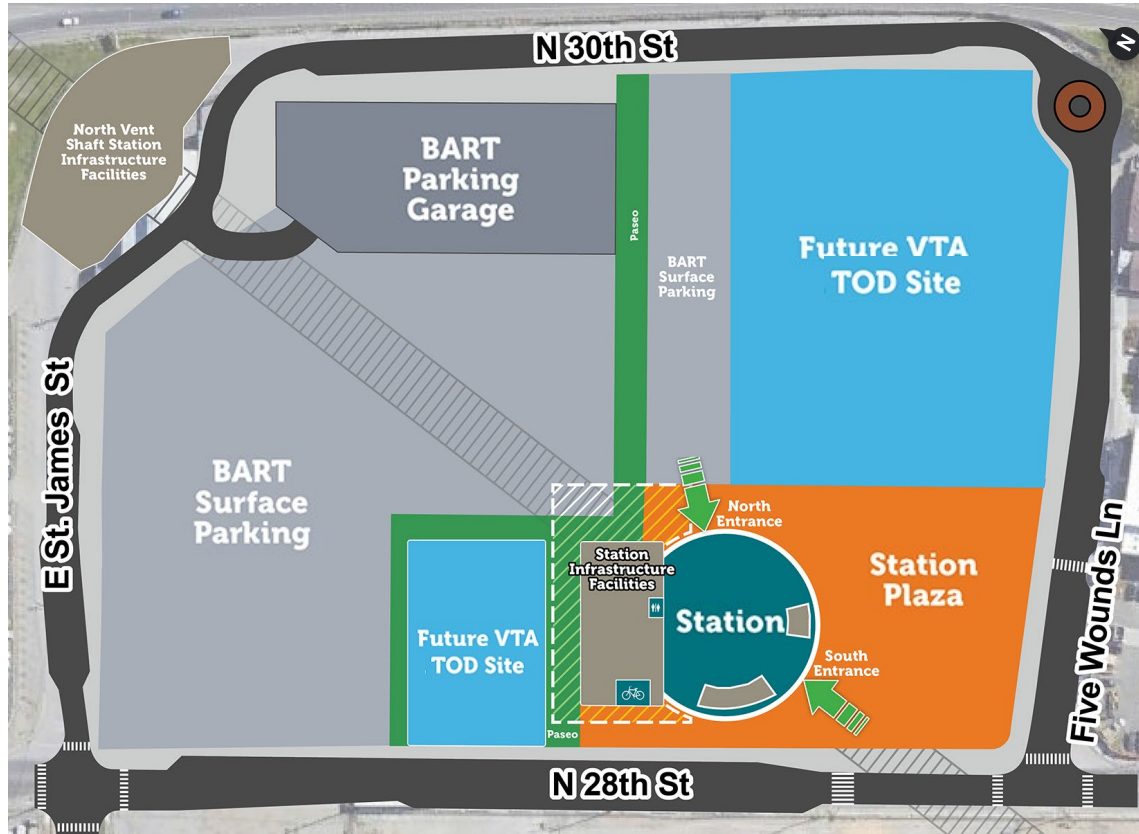 N 30th St
N
North Vent
Shaft Station
Infrastructure
Facilities
BART
Parking
Garage
Paseo
BART
Surface
Parking
Future VTA
TOD Site
E St. James St
BART
Surface
Parking
North
Entrance
Station
Infrastructure
Facilities
Station
Station
Plaza
Five Wounds Ln
Future VTA
TOD Site
South
Entrance
Paseo
N 28th St